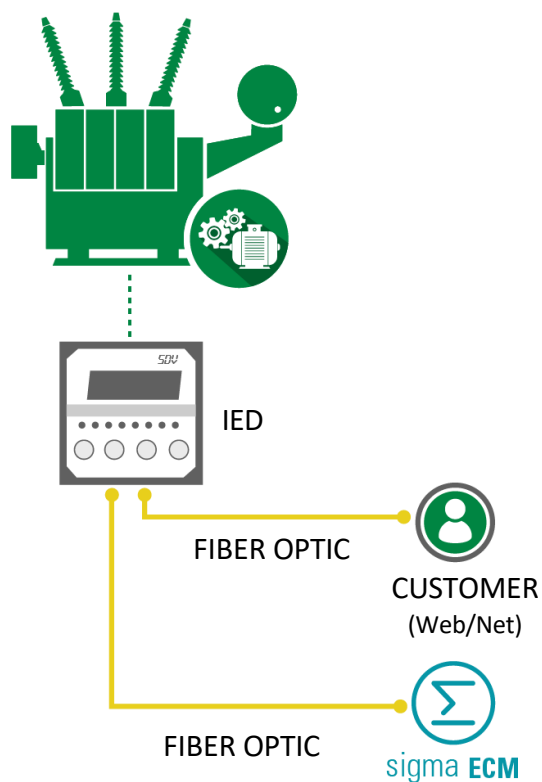 SDV
IED
FIBER OPTIC
CUSTOMER
(Web/Net)
FIBER OPTIC
sigma ECM